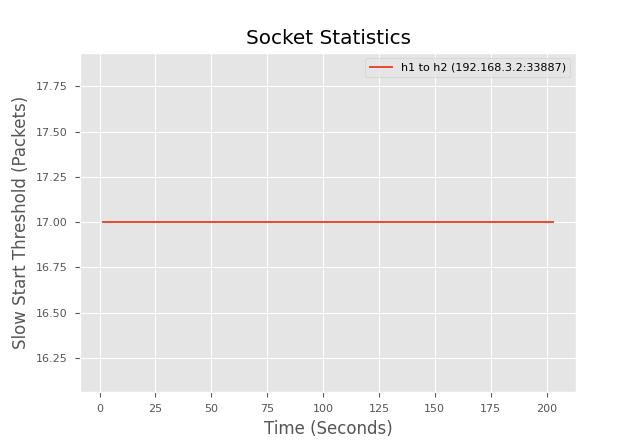 Socket Statistics
h1 to h2 (192.168.3.2:33887)
Slow Start Threshold (Packets)
17.75
17.50
17.25
17.00
16.75
16.50
16.25
0 25 50 75 100 125 150 175 200
Time (Seconds)